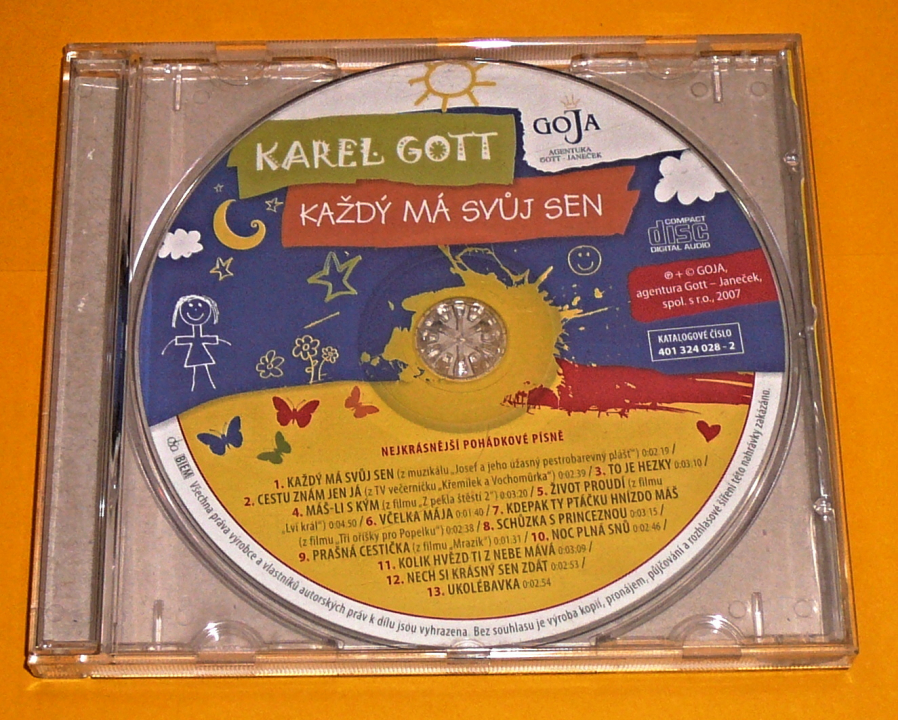 KAREL GOTT
GOJA
AGENTURA
GOTT - JANEČEK
KAŽDÝ MÁ SVŮJ SEN
COMPACT
disc
DIGITAL AUDIO
℗ + © GOJA,
agentura Gott – Janeček,
spol. s r.o., 2007
KATALOGOVÉ ČÍSLO
401 324 028 - 2
NEJKRÁSNĚJŠÍ POHÁDKOVÉ PÍSNĚ
1. KAŽDÝ MÁ SVŮJ SEN (z muzikálu „Josef a jeho úžasný pestrobarevný plášť") 0:02:19 /
2. CESTU ZNÁM JEN JÁ (z TV večerníčku „Křemílek a Vochomůrka") 0:02:39 / 3. TO JE HEZKY 0:03:10 /
4. MÁŠ-LI S KÝM (z filmu „Z pekla štěstí 2") 0:03:20 / 5. ŽIVOT PROUDÍ (z filmu
„Lví král") 0:04:50 / 6. VČELKA MÁJA 0:01:40 / 7. KDEPAK TY PTÁČKU HNÍZDO MÁŠ
(z filmu „Tři oříšky pro Popelku") 0:02:38 / 8. SCHŮZKA S PRINCEZNOU 0:03:15 /
9. PRAŠNÁ CESTIČKA (z filmu „Mrazík") 0:01:31 / 10. NOC PLNÁ SNŮ 0:02:46 /
11. KOLIK HVĚZD TI Z NEBE MÁVÁ 0:03:09 /
12. NECH SI KRÁSNÝ SEN ZDÁT 0:02:53 /
13. UKOLÉBAVKA 0:02:54
BIEM Všechna práva výrobce a vlastníků autorských práv k dílu jsou vyhrazena. Bez souhlasu je výroba kopií, pronájem, půjčování a rozhlasové šíření této nahrávky zakázáno.